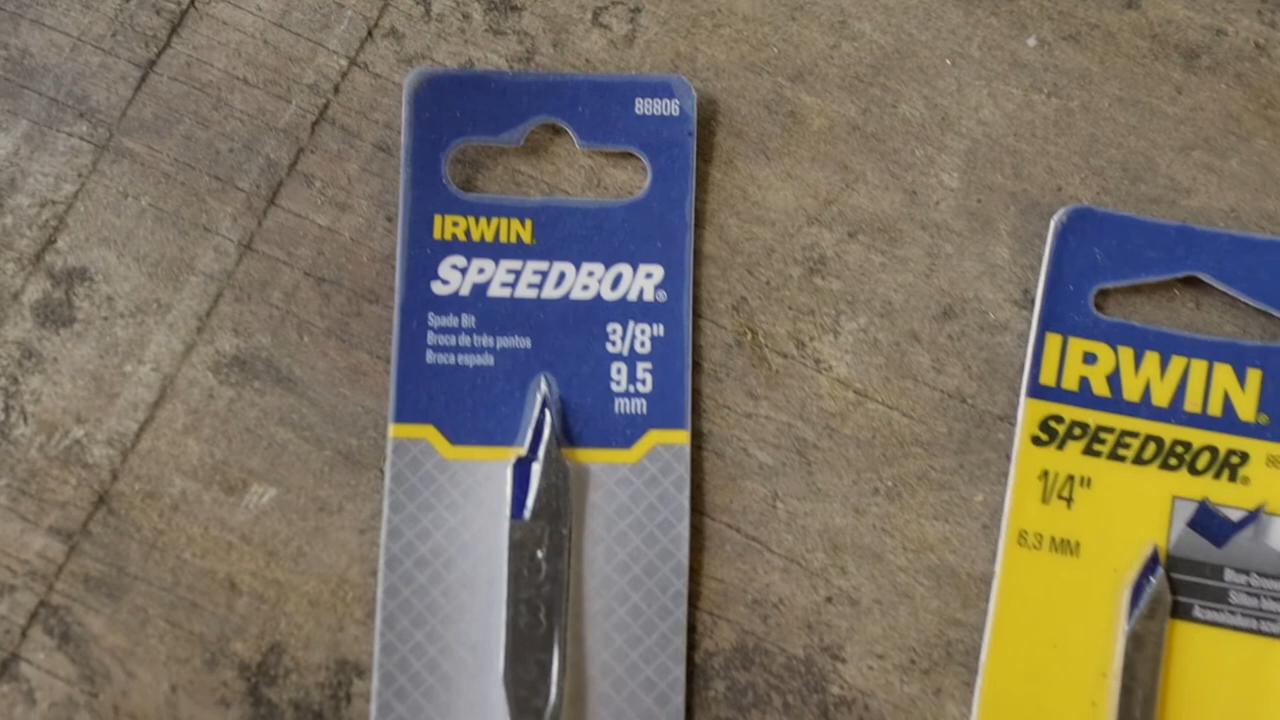 88806
IRWIN
SPEEDBOR®
Spade Bit
Broca de três pontos
Broca espada
3/8"
9.5
mm
IRWIN®
SPEEDBOR®
1/4"
6,3 MM